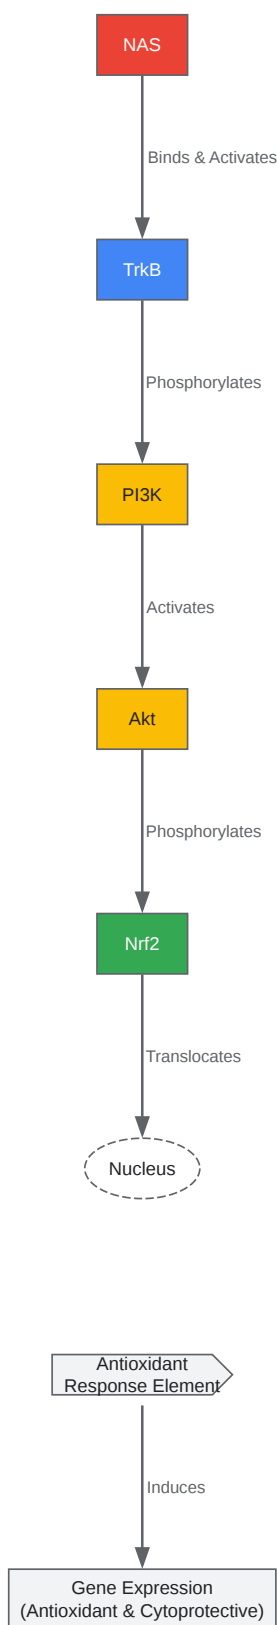 NAS
Binds & Activates
TrkB
Phosphorylates
PI3K
Activates
Akt
Phosphorylates
Nrf2
Translocates
Nucleus
Antioxidant
Response Element
Induces
Gene Expression
(Antioxidant & Cytoprotective)